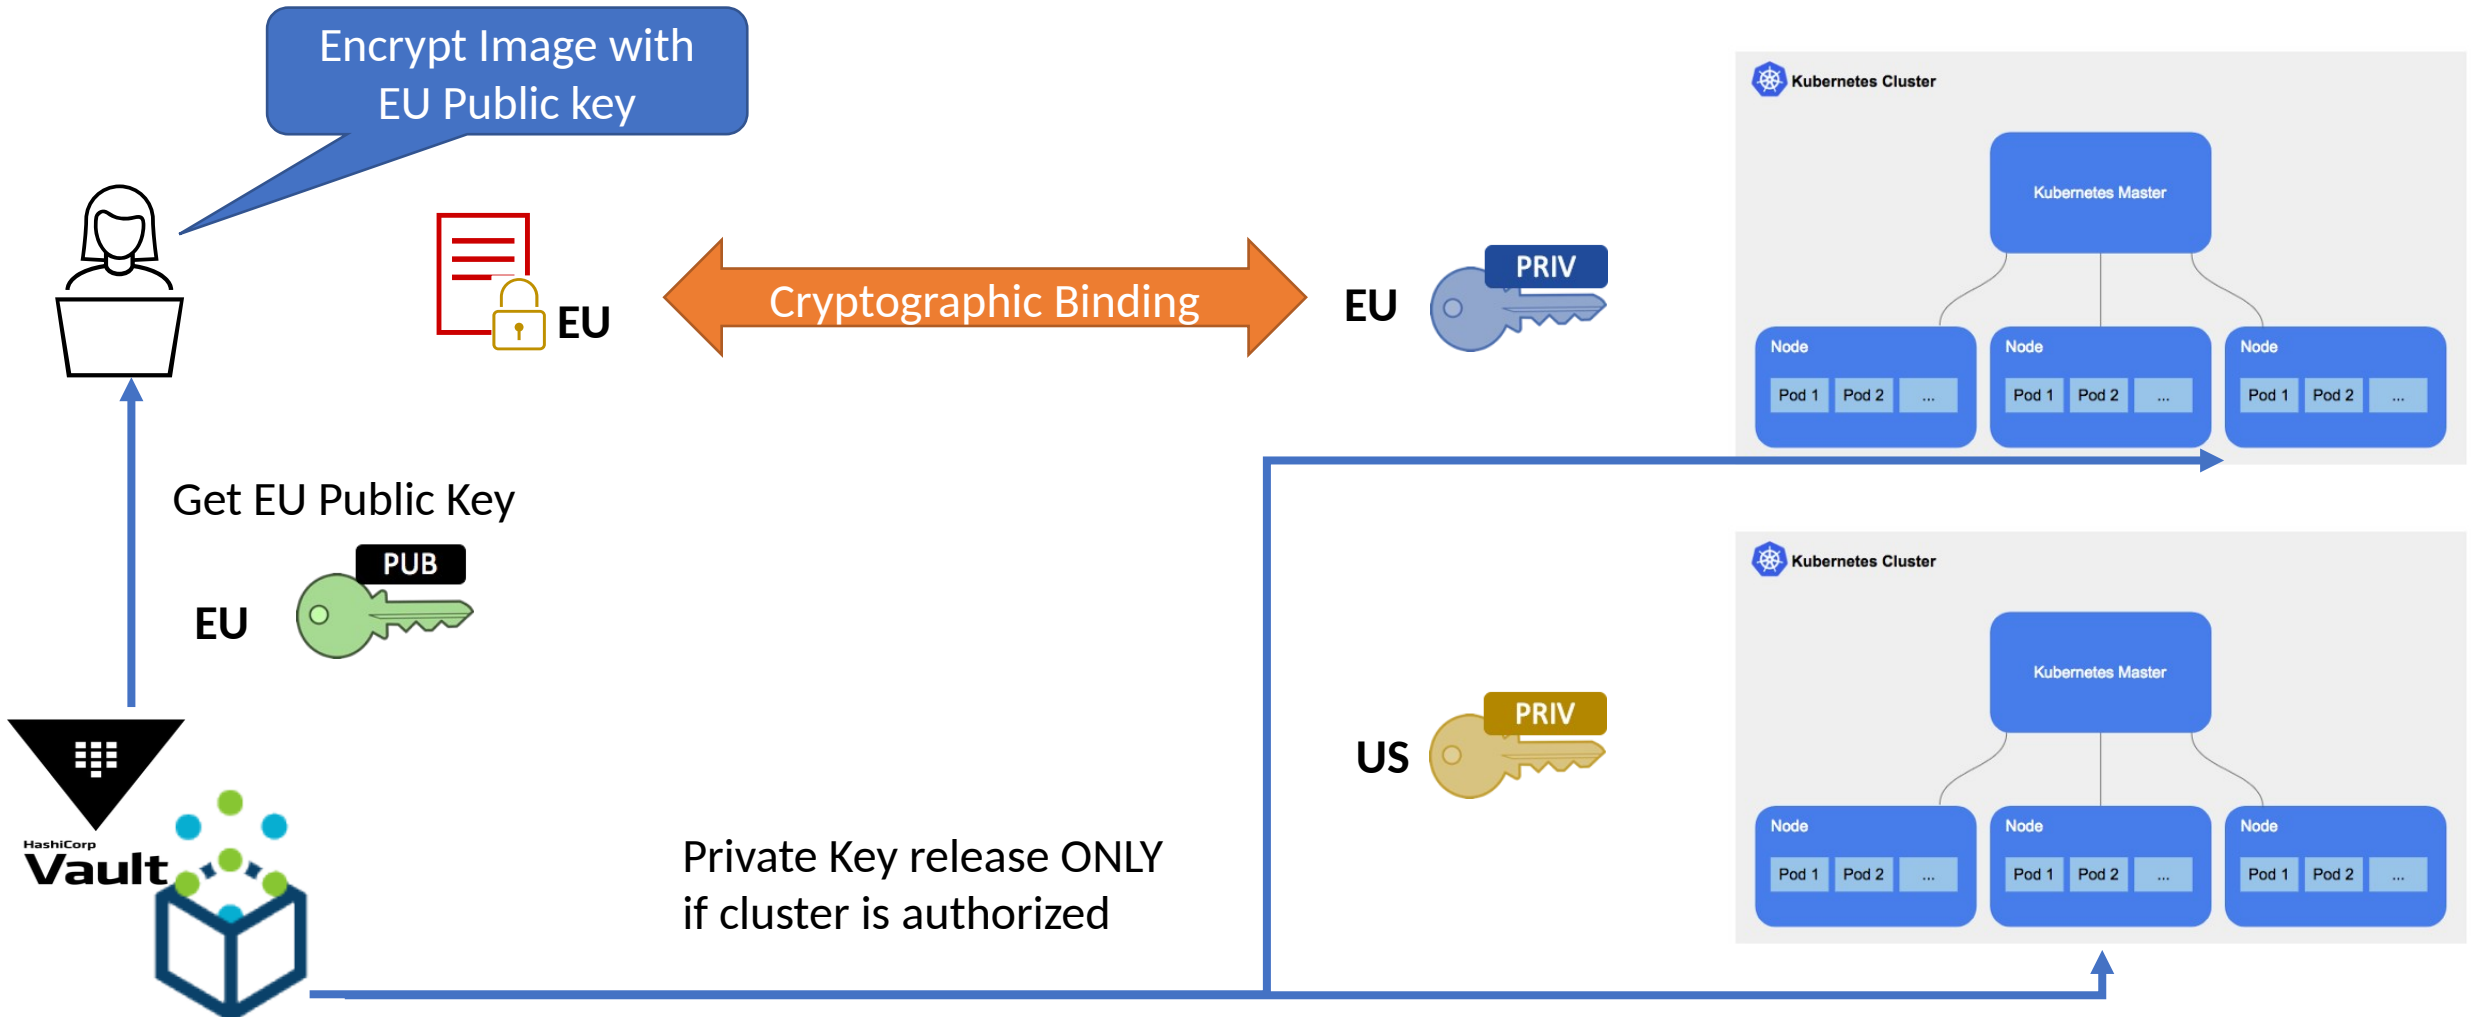 Encrypt Image with
EU Public key
EU
Cryptographic Binding
EU
PRIV
Kubernetes Cluster
Kubernetes Master
Node
Pod 1
Pod 2
...
Node
Pod 1
Pod 2
...
Node
Pod 1
Pod 2
...
Get EU Public Key
PUB
EU
HashiCorp
Vault
Private Key release ONLY
if cluster is authorized
US
PRIV
Kubernetes Cluster
Kubernetes Master
Node
Pod 1
Pod 2
...
Node
Pod 1
Pod 2
...
Node
Pod 1
Pod 2
...